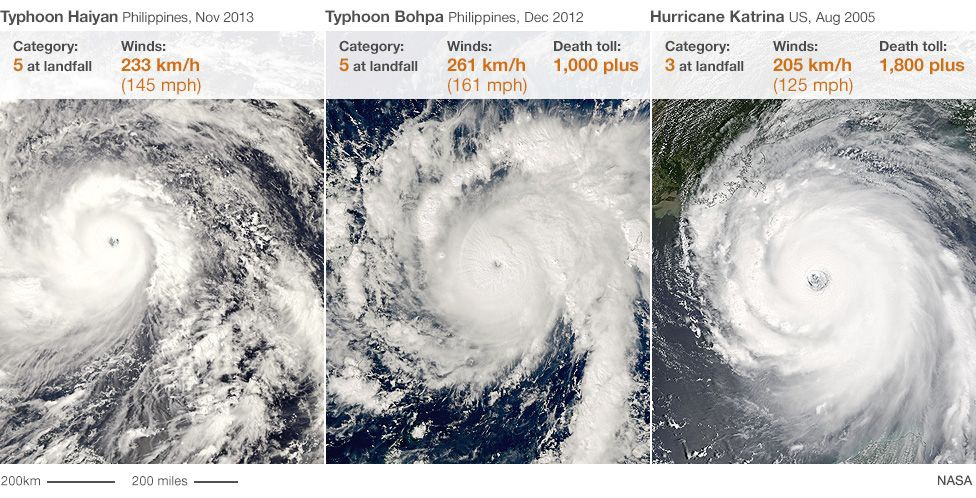 Typhoon Haiyan Philippines, Nov 2013
Category:
5 at landfall
Winds:
233 km/h
(145 mph)
Typhoon Bohpa Philippines, Dec 2012
Category:
5 at landfall
Winds:
261 km/h
(161 mph)
Death toll:
1,000 plus
Hurricane Katrina US, Aug 2005
Category:
3 at landfall
Winds:
205 km/h
(125 mph)
Death toll:
1,800 plus
200km
200 miles
NASA